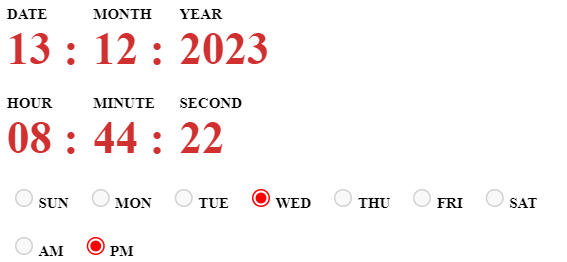 DATE MONTH YEAR
13 : 12 : 2023
HOUR MINUTE SECOND
08 : 44 : 22
SUN MON TUE WED THU FRI SAT
AM PM